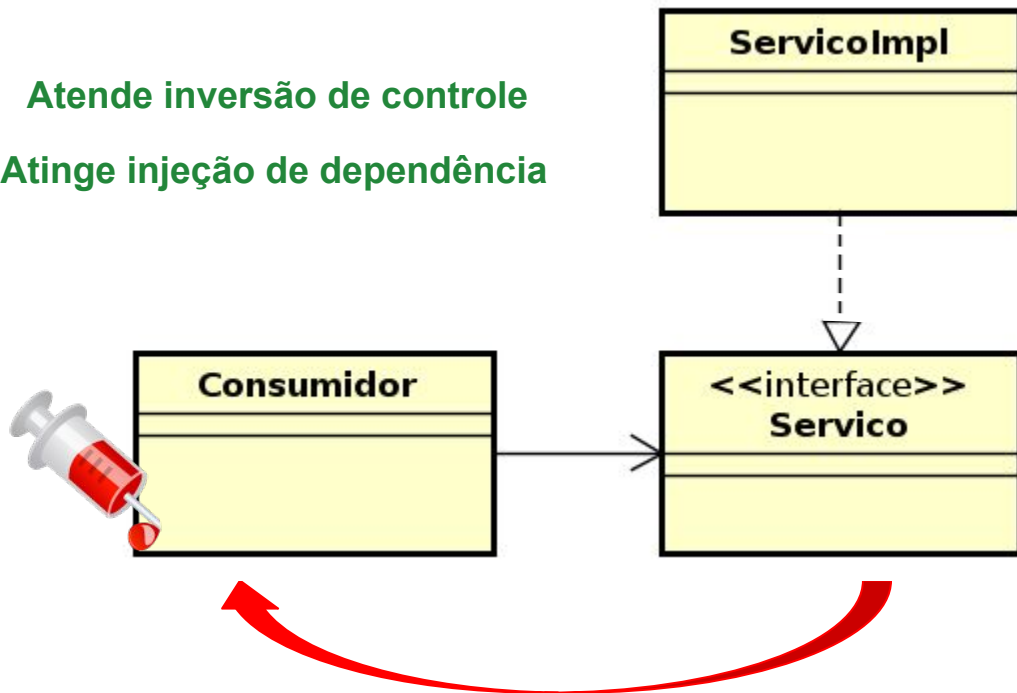 ServicoImpl
Atende inversão de controle
Atinge injeção de dependência
Consumidor
<<interface>>
Servico